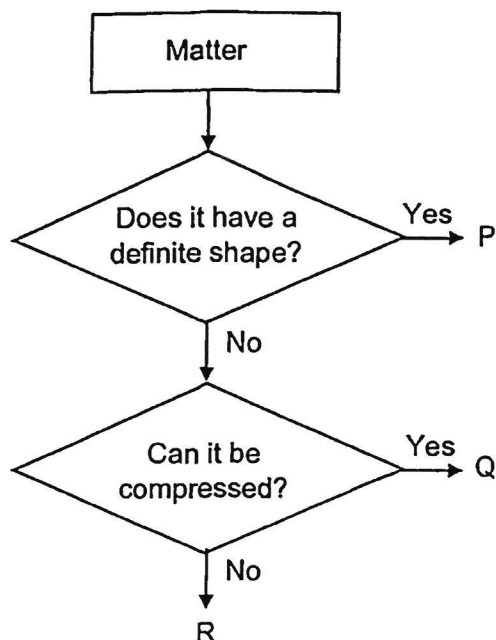 Matter
Does it have a
definite shape?
Yes
P
No
Can it be
compressed?
Yes
Q
No
R